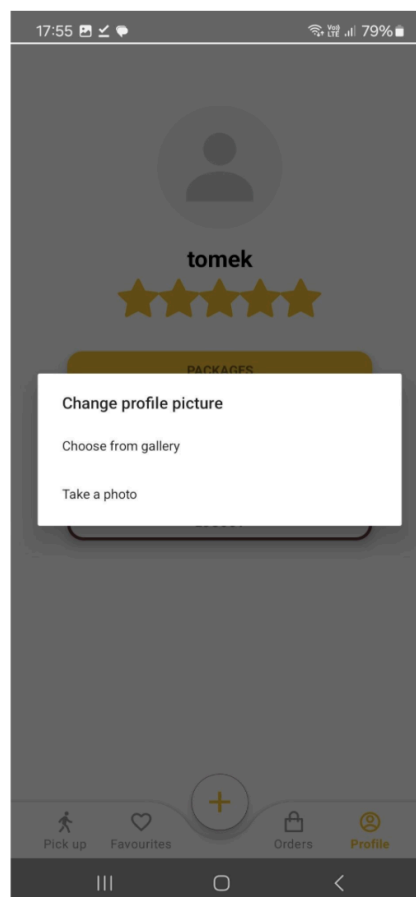 17:55 79%
tomek
PACKAGES
Change profile picture
Choose from gallery
Take a photo
Pick up Favourites Orders Profile